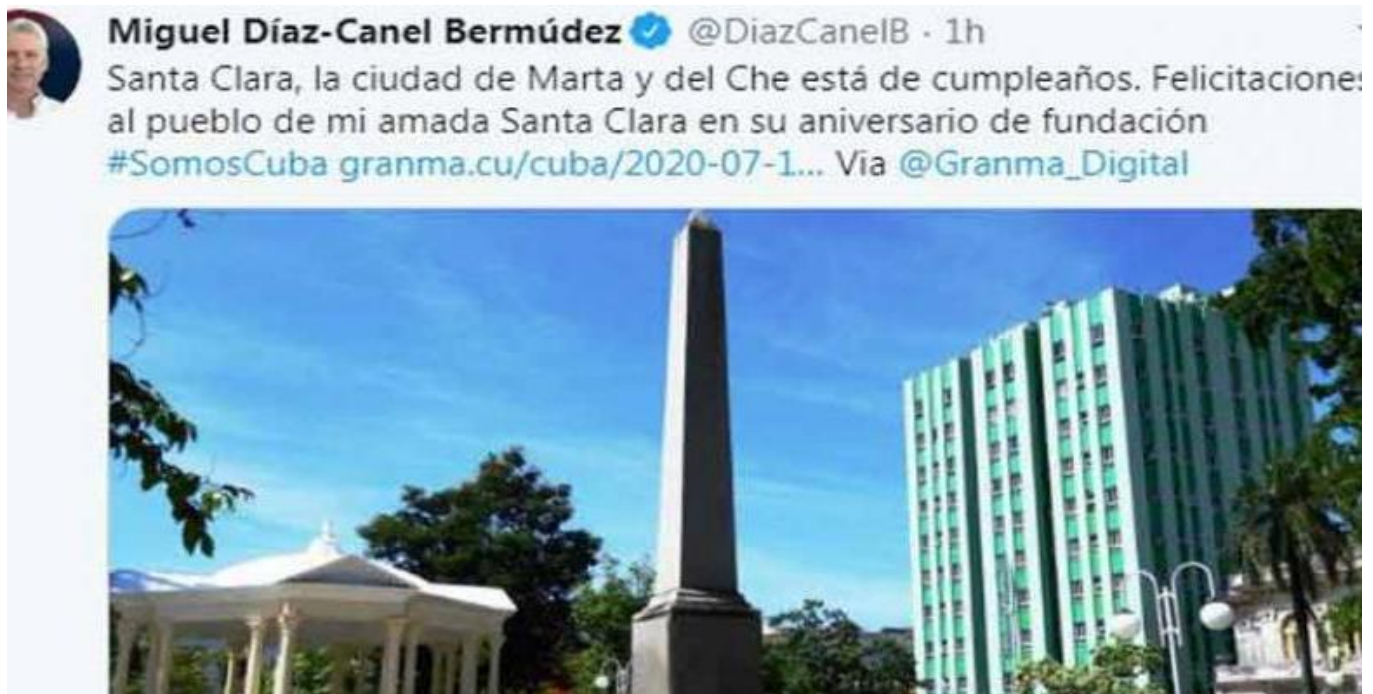 Miguel Díaz-Canel Bermúdez @DiazCanelB · 1h
Santa Clara, la ciudad de Marta y del Che está de cumpleaños. Felicitaciones
al pueblo de mi amada Santa Clara en su aniversario de fundación
#SomosCuba granma.cu/cuba/2020-07-1... Via @Granma_Digital